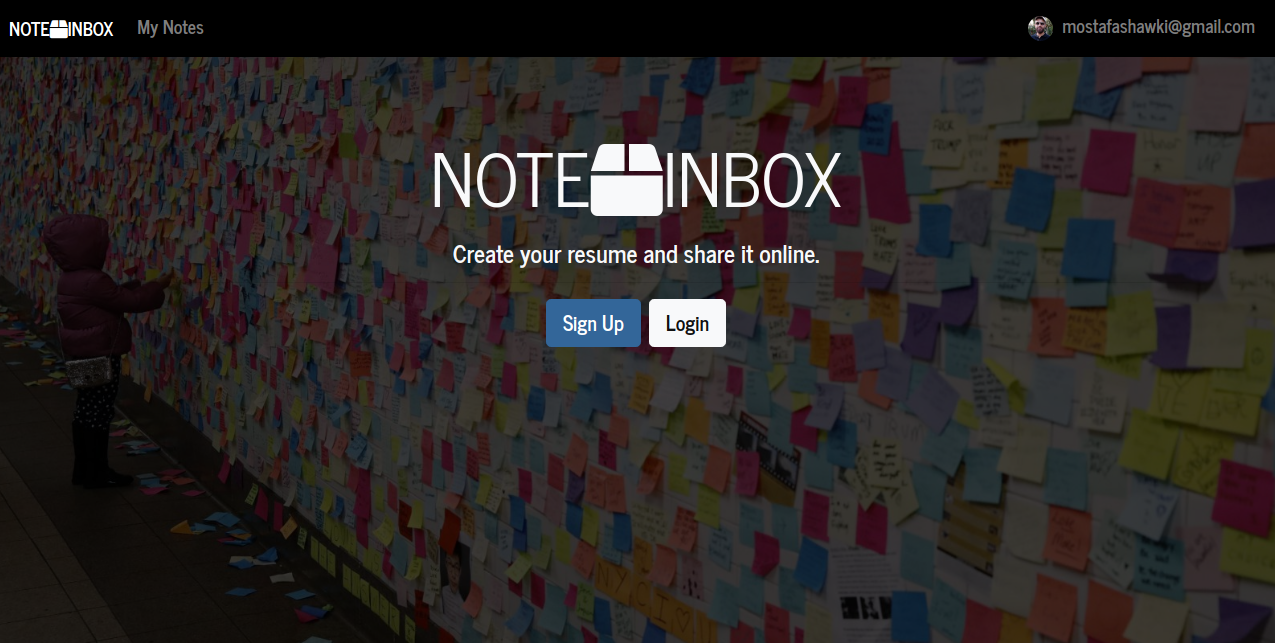 NOTE INBOX My Notes mostafashawki@gmail.com
NOTE INBOX
Create your resume and share it online.
Sign Up Login
NYC